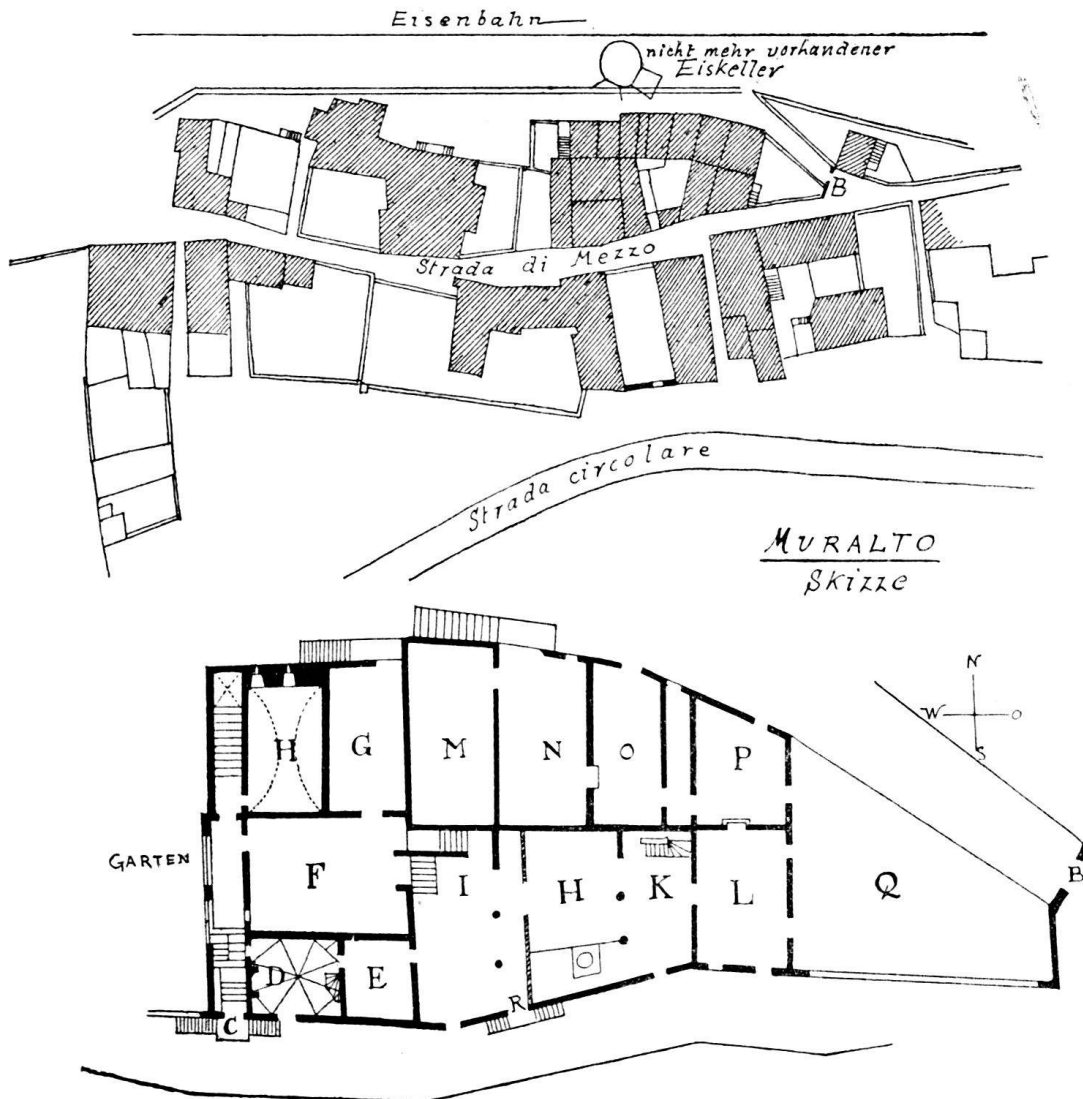 Eisenbahn
nicht mehr vorhandener
Eiskeller
B
Strada di Mezzo
Strada circolare
MURALTO
Skizze
N
W O
S
H G M N O P
GARTEN
F I H K L Q B
D E
R
C